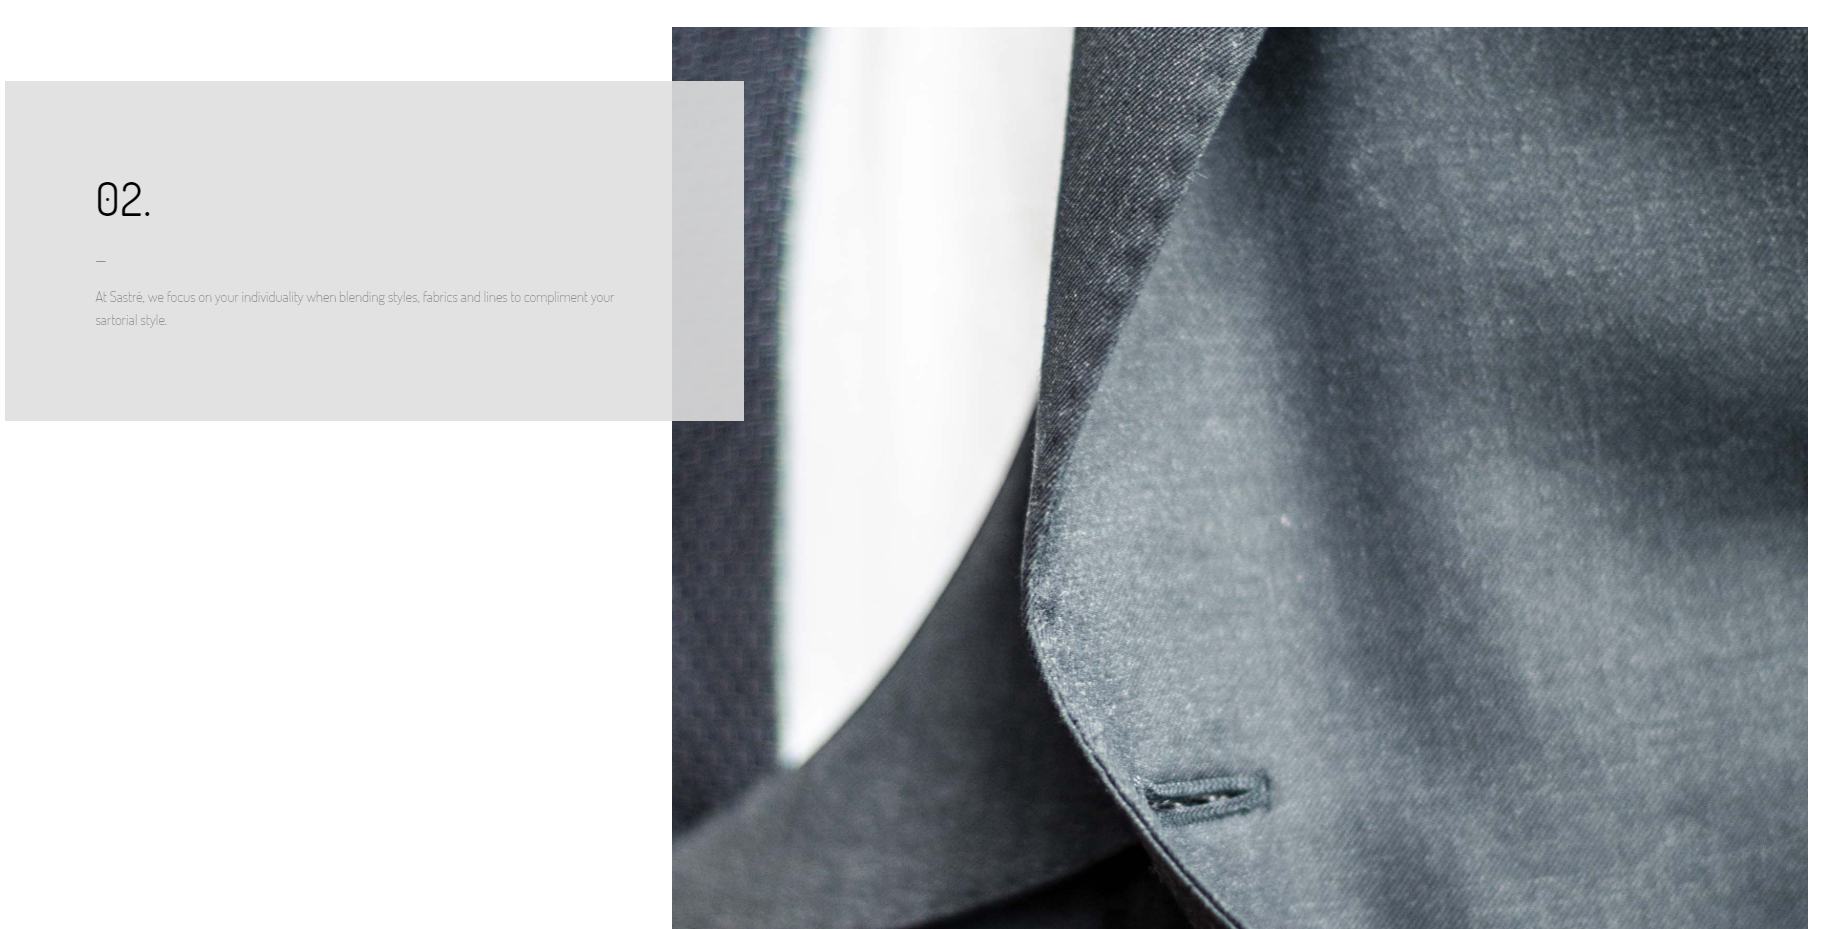 02.
—
At Sastré, we focus on your individuality when blending styles, fabrics and lines to compliment your
sartorial style.